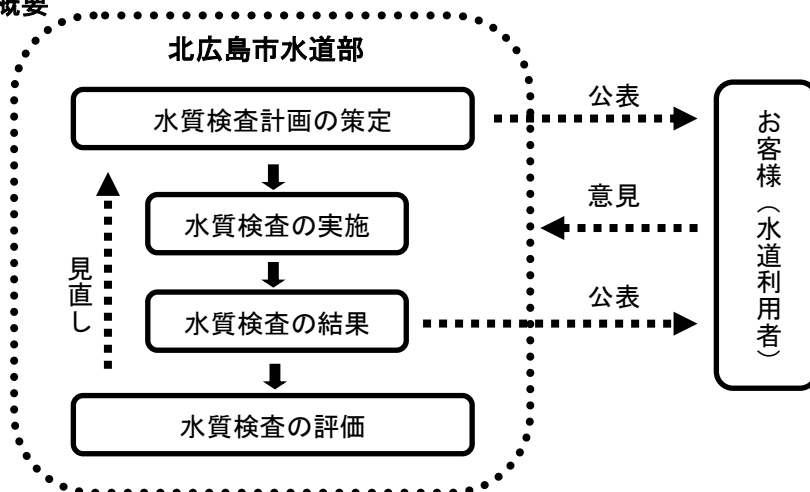 概要
北広島市水道部
水質検査計画の策定
公表
お客様（水道利用者）
意見
水質検査の実施
見直し
公表
水質検査の結果
水質検査の評価